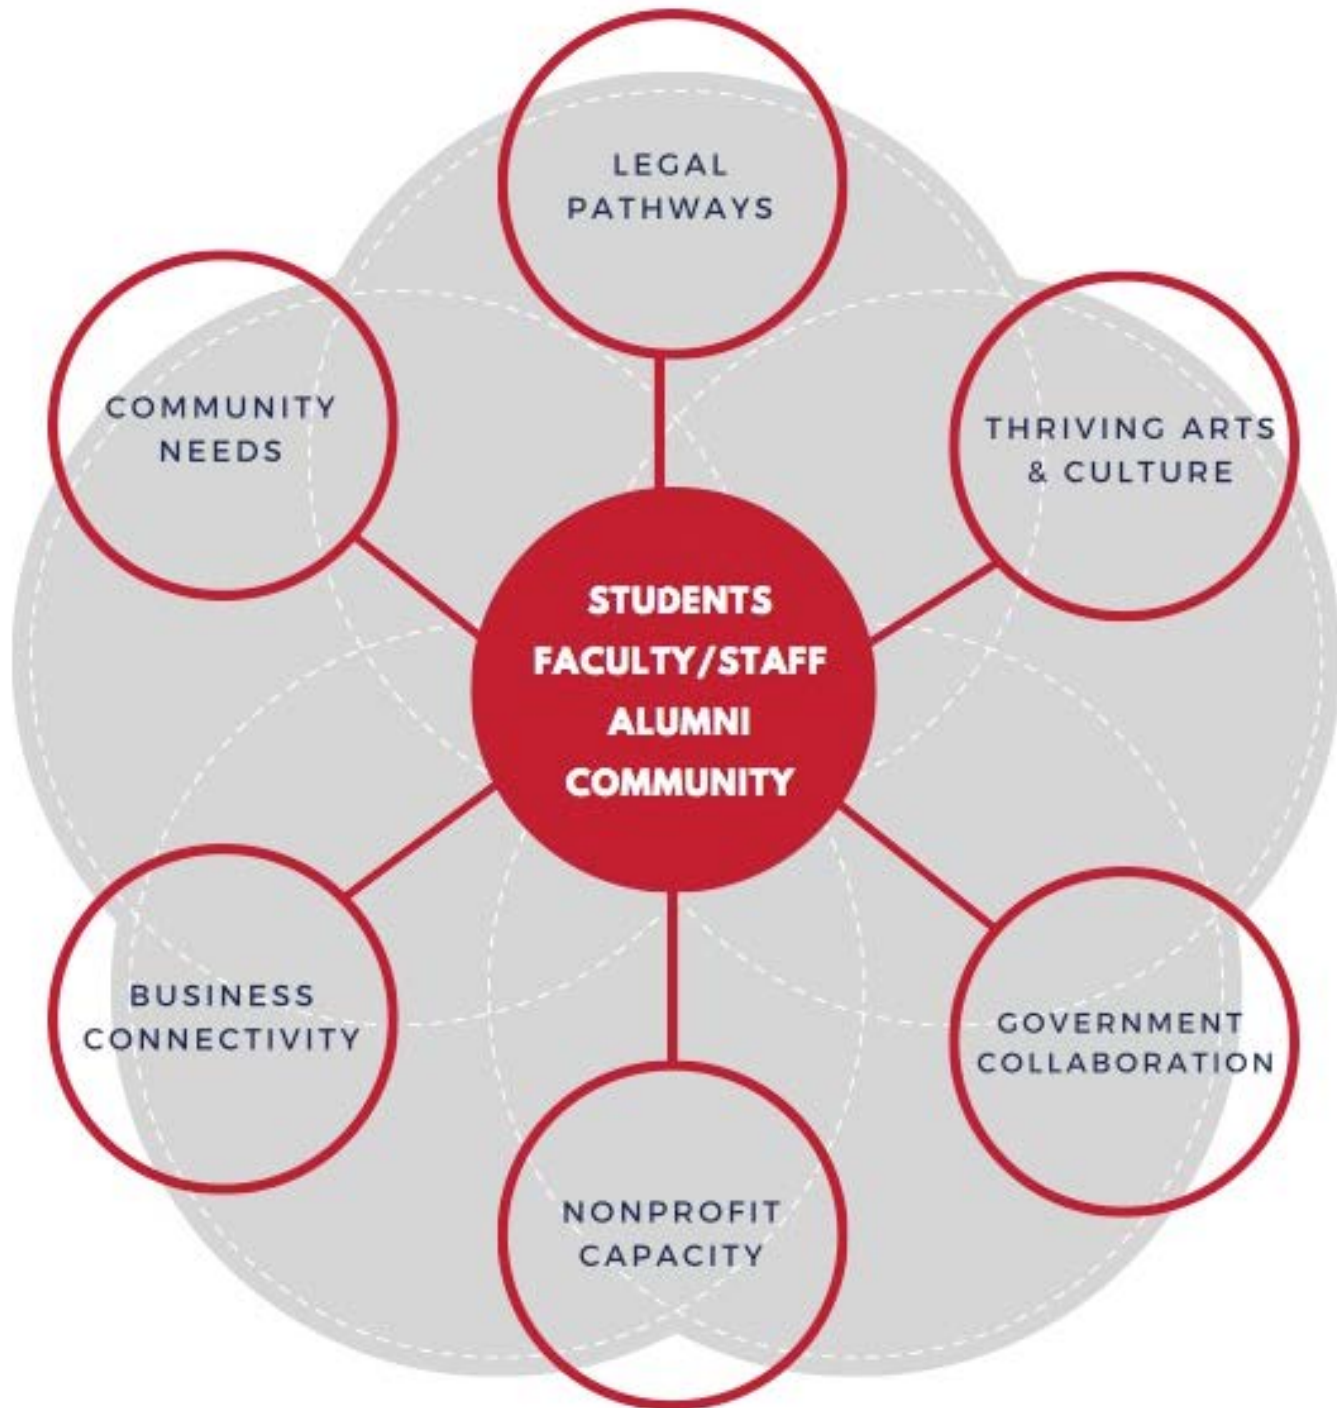 LEGAL
PATHWAYS
COMMUNITY
NEEDS
THRIVING ARTS
& CULTURE
STUDENTS
FACULTY/STAFF
ALUMNI
COMMUNITY
BUSINESS
CONNECTIVITY
GOVERNMENT
COLLABORATION
NONPROFIT
CAPACITY